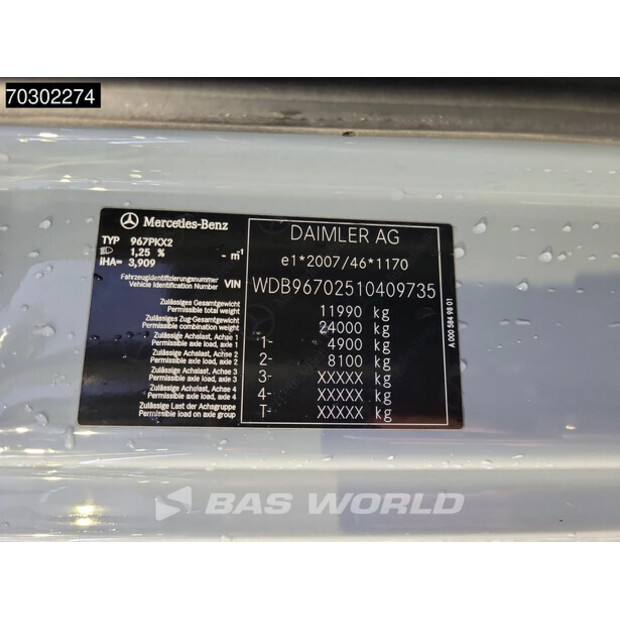 70302274
Mercedes-Benz
TYP 967PKX2
1,25 % - m¹
IHA= 3,909
Fahrzeugidentifizierungsnummer
Vehicle Identification Number VIN
Zulässiges Gesamtgewicht
Permissible total weight
Zulässiges Zug-Gesamtgewicht
Permissible combination weight
Zulässige Achslast, Achse 1
Permissible axle load, axle 1
Zulässige Achslast, Achse 2
Permissible axle load, axle 2
Zulässige Achslast, Achse 3
Permissible axle load, axle 3
Zulässige Achslast, Achse 4
Permissible axle load, axle 4
Zulässige Last der Achsgruppe
Permissible load on axle group
DAIMLER AG
e1*2007/46*1170
WDB96702510409735
11990 kg
24000 kg
1- 4900 kg
2- 8100 kg
3- XXXXX kg
4- XXXXX kg
T- XXXXX kg
A 000 584 98 01
BAS WORLD